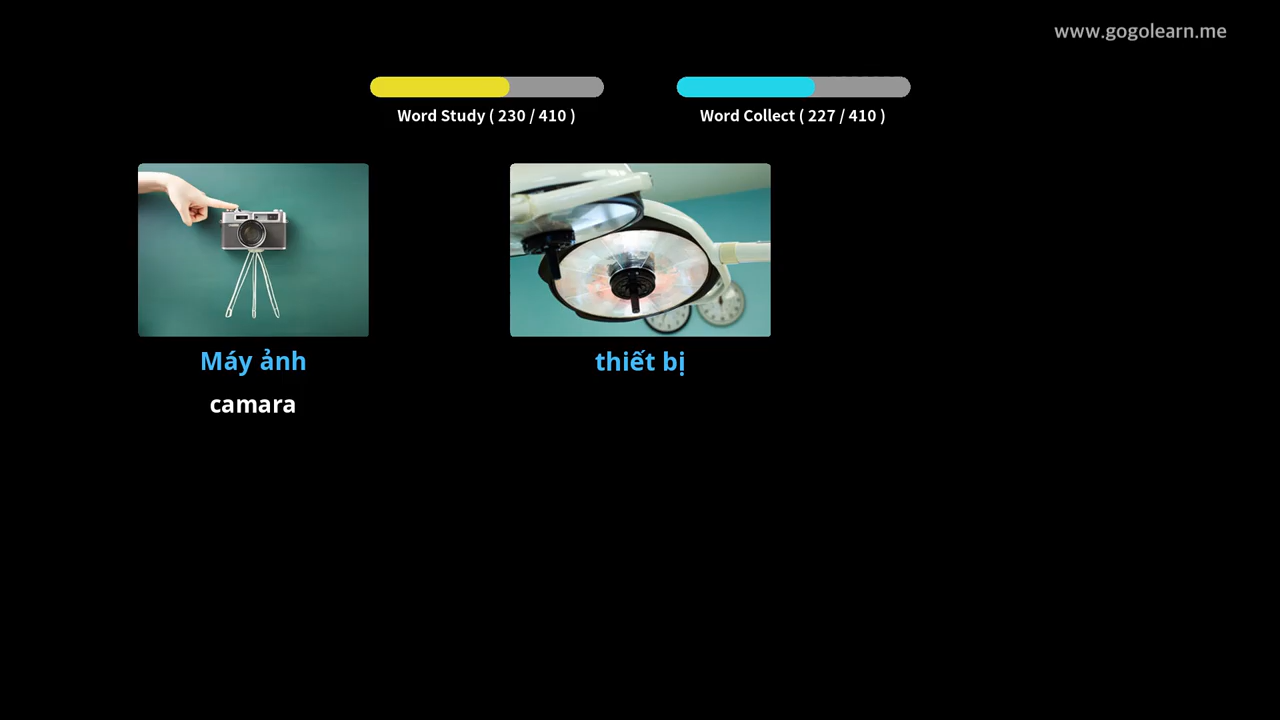 www.gogolearn.me
Word Study ( 230 / 410 )
Word Collect ( 227 / 410 )
Máy ảnh
camara
thiết bị